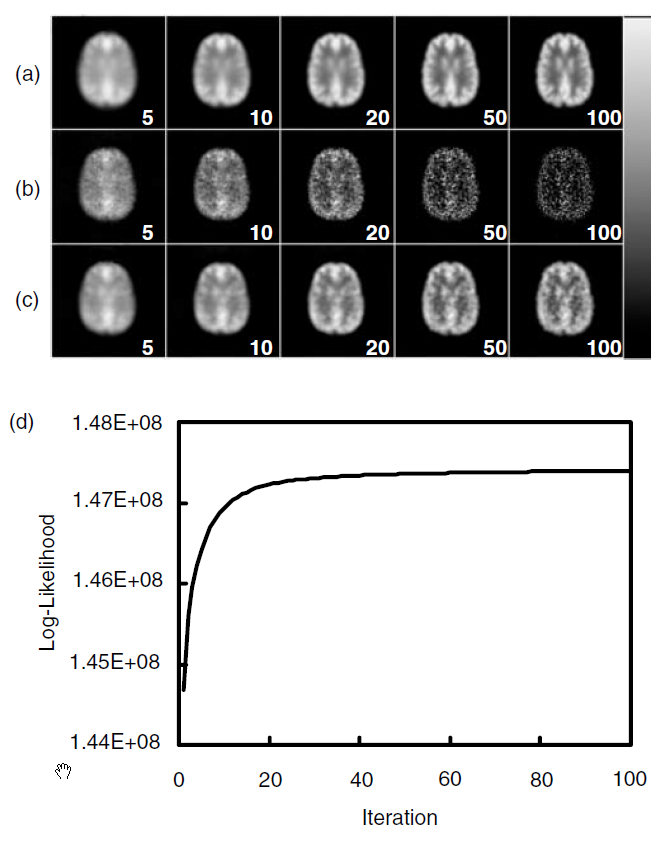 (a)
5 10 20 50 100
(b)
5 10 20 50 100
(c)
5 10 20 50 100
(d)
1.48E+08
1.47E+08
1.46E+08
1.45E+08
1.44E+08
Log-Likelihood
0 20 40 60 80 100
Iteration